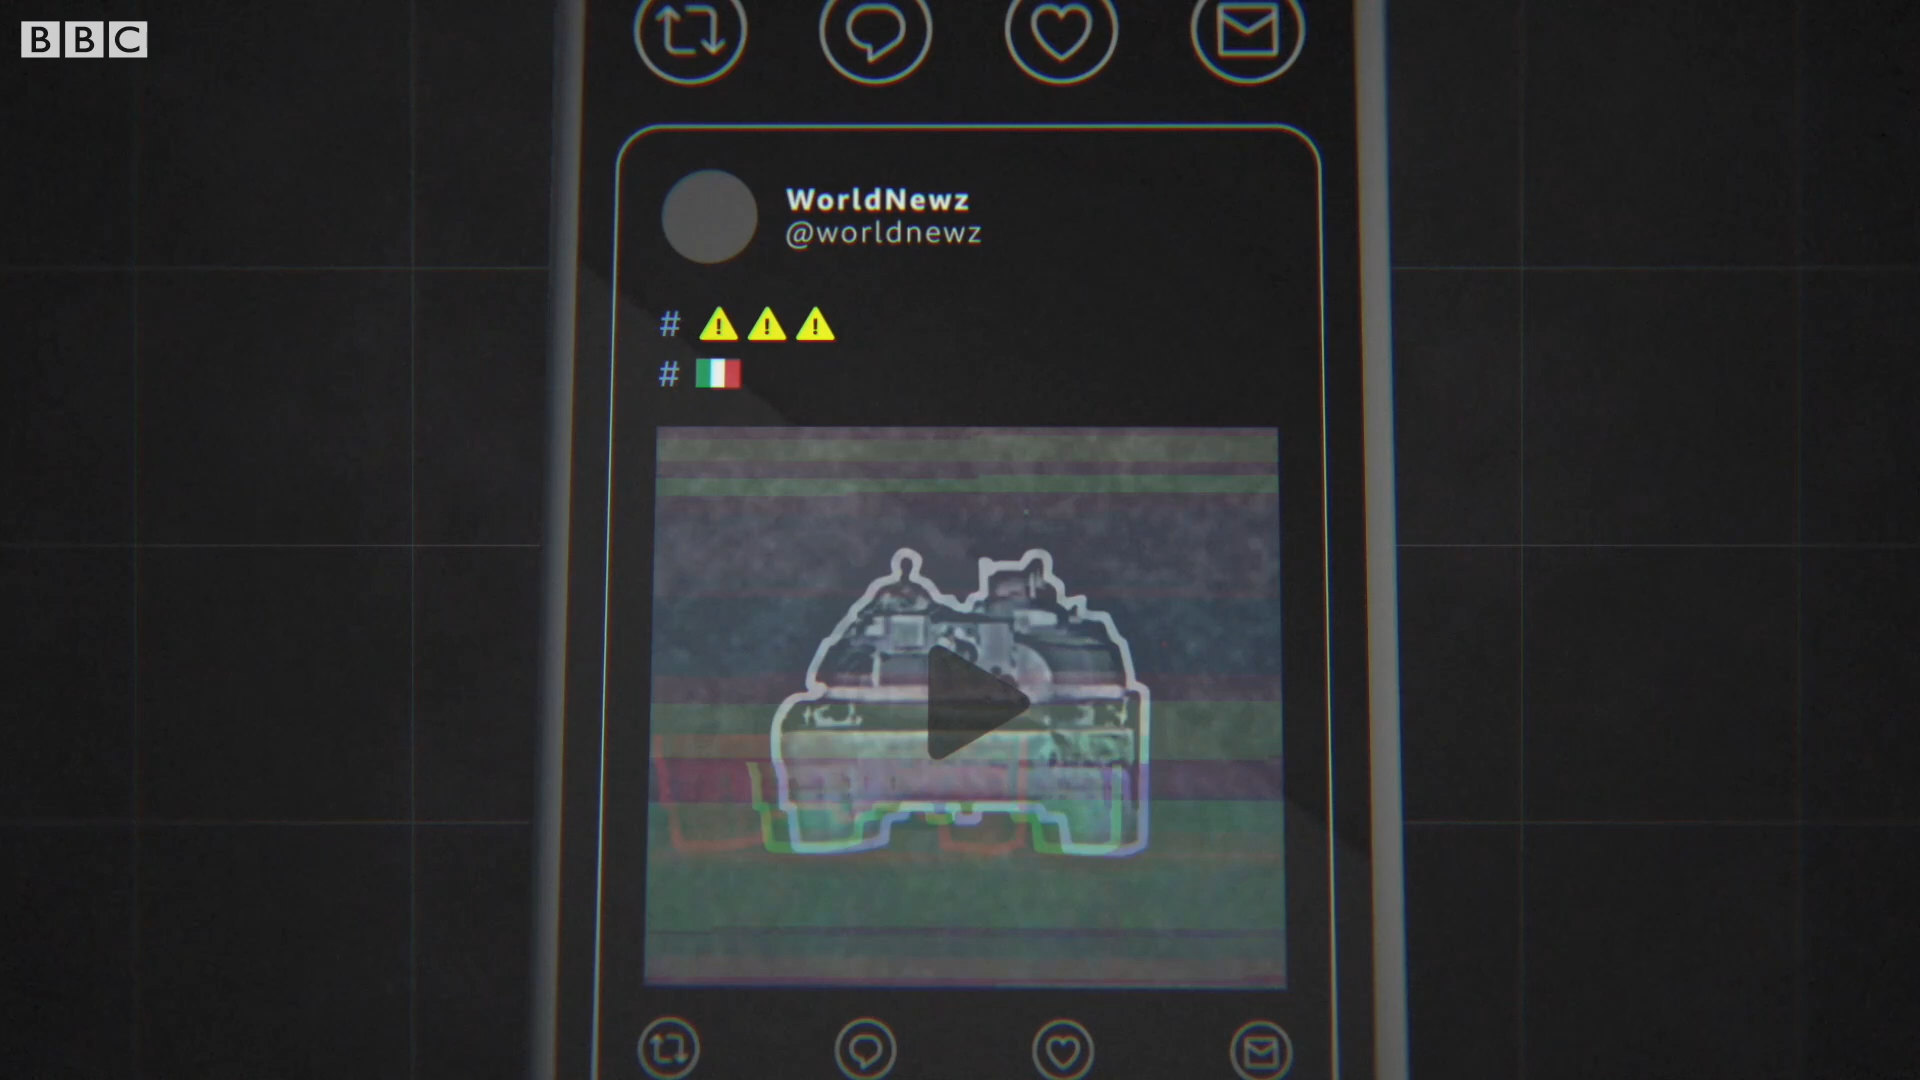 BBC
WorldNewz
@worldnewz
# ⚠️⚠️⚠️
# 🇮🇹